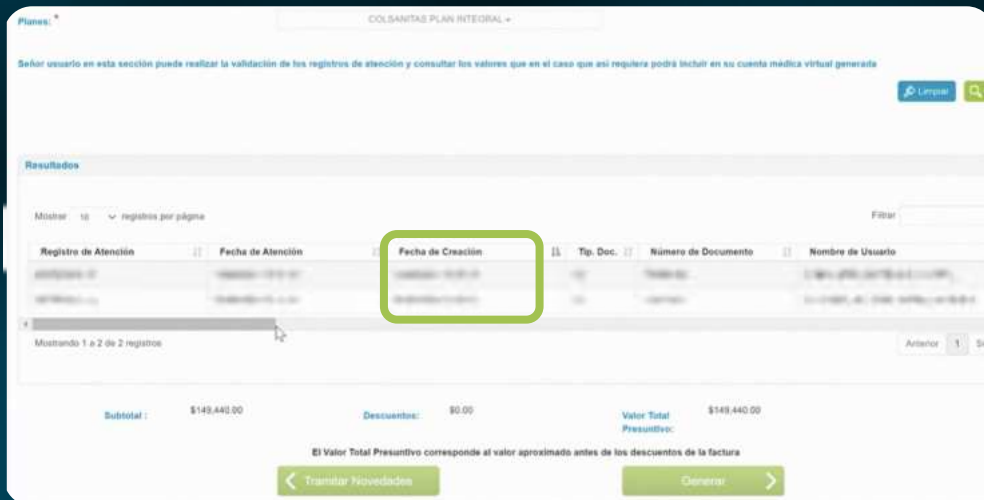 Planes: *
COLSANITAS PLAN INTEGRAL
Señor usuario en esta sección puede realizar la validación de los registros de atención y consultar los valores que en el caso que así requiera podrá incluir en su cuenta médica virtual generada
Limpiar
Resultados
Mostrar 10 registros por página
Filtrar
Registro de Atención Fecha de Atención Fecha de Creación Tip. Doc. Número de Documento Nombre de Usuario
Mostrando 1 a 2 de 2 registros
Anterior 1
Subtotal : $149,440.00 Descuentos: $0.00 Valor Total Presuntivo: $149,440.00
El Valor Total Presuntivo corresponde al valor aproximado antes de los descuentos de la factura
Tramitar Novedades Generar